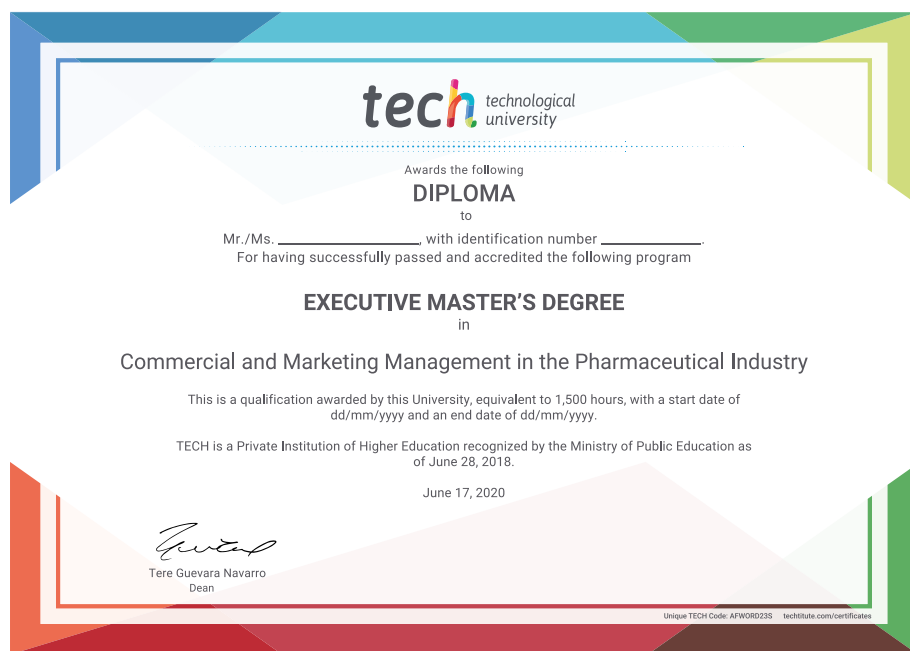 tech technological
university
Awards the following
DIPLOMA
to
Mr./Ms. ____________________, with identification number ______________.
For having successfully passed and accredited the following program
EXECUTIVE MASTER'S DEGREE
in
Commercial and Marketing Management in the Pharmaceutical Industry
This is a qualification awarded by this University, equivalent to 1,500 hours, with a start date of
dd/mm/yyyy and an end date of dd/mm/yyyy.
TECH is a Private Institution of Higher Education recognized by the Ministry of Public Education as
of June 28, 2018.
June 17, 2020
Tere Guevara Navarro
Dean
Unique TECH Code: AFWORD23S techtitute.com/certificates